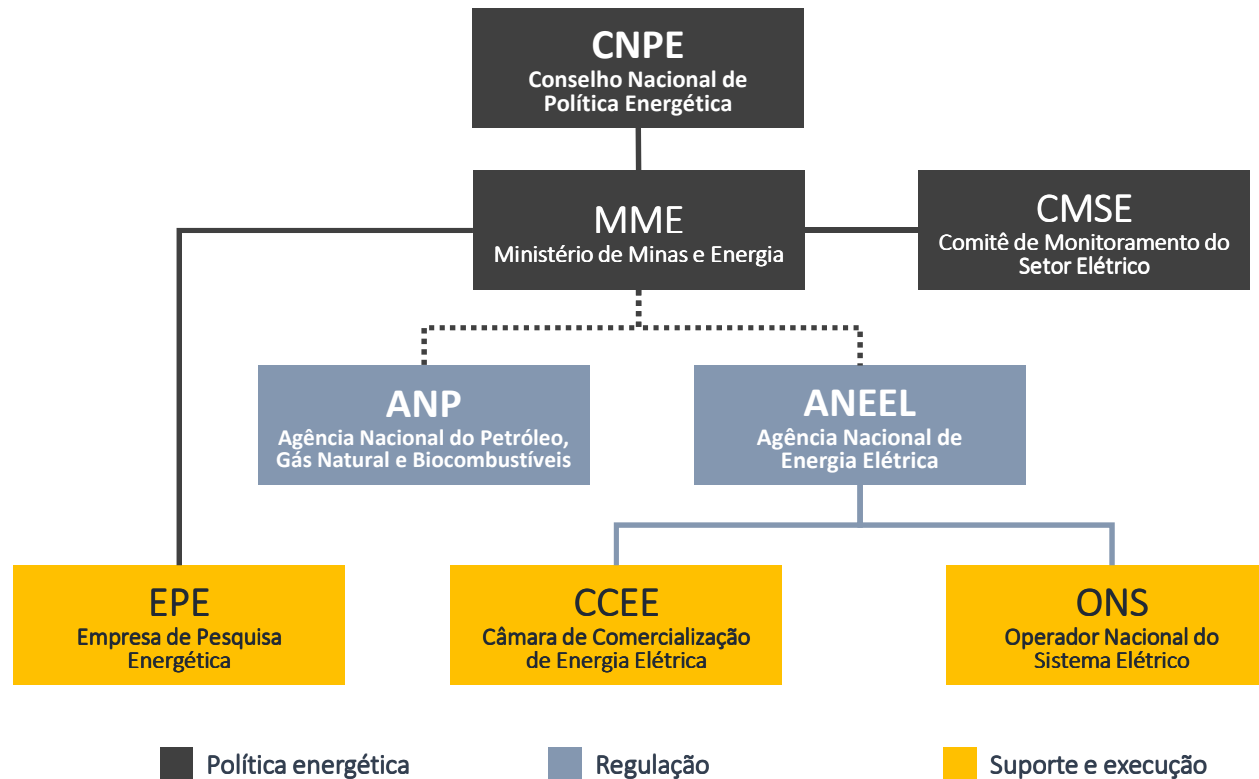 CNPE
Conselho Nacional de
Política Energética
MME
Ministério de Minas e Energia
CMSE
Comitê de Monitoramento do
Setor Elétrico
ANP
Agência Nacional do Petróleo,
Gás Natural e Biocombustíveis
ANEEL
Agência Nacional de
Energia Elétrica
EPE
Empresa de Pesquisa
Energética
CCEE
Câmara de Comercialização
de Energia Elétrica
ONS
Operador Nacional do
Sistema Elétrico
Política energética
Regulação
Suporte e execução